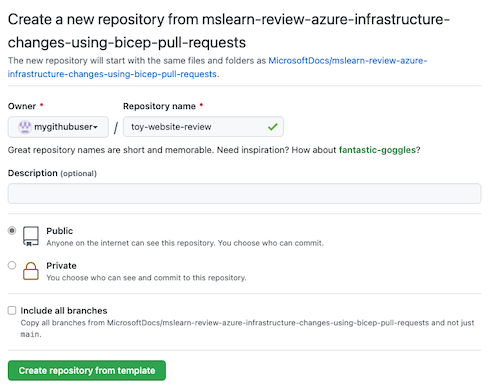 Create a new repository from mslearn-review-azure-infrastructure-
changes-using-bicep-pull-requests
The new repository will start with the same files and folders as MicrosoftDocs/mslearn-review-azure-
infrastructure-changes-using-bicep-pull-requests.
Owner * Repository name *
mygithubuser / toy-website-review
Great repository names are short and memorable. Need inspiration? How about fantastic-goggles?
Description (optional)
Public
Anyone on the internet can see this repository. You choose who can commit.
Private
You choose who can see and commit to this repository.
Include all branches
Copy all branches from MicrosoftDocs/mslearn-review-azure-infrastructure-changes-using-bicep-pull-requests and not just
main.
Create repository from template